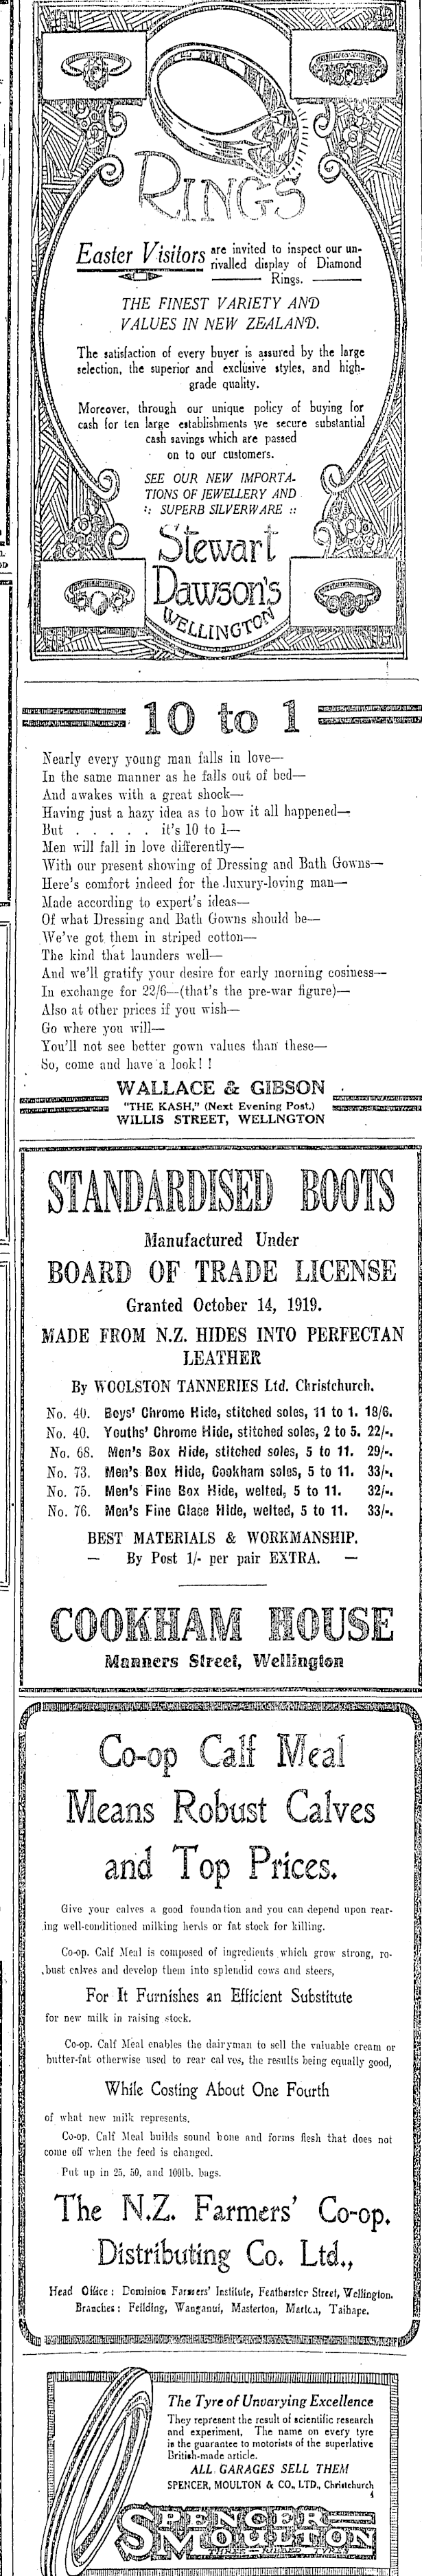 RINGS
Easter Visitors are invited to inspect our un-
rivalled display of Diamond
Rings.
THE FINEST VARIETY AND
VALUES IN NEW ZEALAND.
The satisfaction of every buyer is assured by the large
selection, the superior and exclusive styles, and high-
grade quality.
Moreover, through our unique policy of buying for
cash for ten large establishments we secure substantial
cash savings which are passed
on to our customers.
SEE OUR NEW IMPORTA-
TIONS OF JEWELLERY AND
:: SUPERB SILVERWARE ::
Stewart
Dawson's
WELLINGTON
10 to 1
Nearly every young man falls in love—
In the same manner as he falls out of bed—
And awakes with a great shock—
Having just a hazy idea as to how it all happened—
But . . . . . it's 10 to 1—
Men will fall in love differently—
With our present showing of Dressing and Bath Gowns—
Here's comfort indeed for the luxury-loving man—
Made according to expert's ideas—
Of what Dressing and Bath Gowns should be—
We've got them in striped cotton—
The kind that launders well—
And we'll gratify your desire for early morning cosiness—
In exchange for 22/6—(that's the pre-war figure)—
Also at other prices if you wish—
Go where you will—
You'll not see better gown values than these—
So, come and have a look! !
WALLACE & GIBSON
"THE KASH," (Next Evening Post.)
WILLIS STREET, WELLNGTON
STANDARDISED BOOTS
Manufactured Under
BOARD OF TRADE LICENSE
Granted October 14, 1919.
MADE FROM N.Z. HIDES INTO PERFECTAN
LEATHER
By WOOLSTON TANNERIES Ltd. Christchurch.
No. 40. Boys' Chrome Hide, stitched soles, 11 to 1. 18/6.
No. 40. Youths' Chrome Hide, stitched soles, 2 to 5. 22/-.
No. 68. Men's Box Hide, stitched soles, 5 to 11. 29/-.
No. 73. Men's Box Hide, Cookham soles, 5 to 11. 33/-.
No. 75. Men's Fine Box Hide, welted, 5 to 11. 32/-.
No. 76. Men's Fine Glace Hide, welted, 5 to 11. 33/-.
BEST MATERIALS & WORKMANSHIP.
— By Post 1/- per pair EXTRA. —
COOKHAM HOUSE
Manners Street, Wellington
Co-op Calf Meal
Means Robust Calves
and Top Prices.
Give your calves a good foundation and you can depend upon rear-
ing well-conditioned milking herds or fat stock for killing.
Co-op. Calf Meal is composed of ingredients which grow strong, ro-
bust calves and develop them into splendid cows and steers,
For It Furnishes an Efficient Substitute
for new milk in raising stock.
Co-op. Calf Meal enables the dairyman to sell the valuable cream or
butter-fat otherwise used to rear calves, the results being equally good,
While Costing About One Fourth
of what new milk represents.
Co-op. Calf Meal builds sound bone and forms flesh that does not
come off when the feed is changed.
Put up in 25, 50, and 100lb. bags.
The N.Z. Farmers' Co-op.
Distributing Co. Ltd.,
Head Office: Dominion Farmers' Institute, Featherston Street, Wellington.
Branches: Feilding, Wanganui, Masterton, Marton, Taihape.
The Tyre of Unvarying Excellence
They represent the result of scientific research
and experiment. The name on every tyre
is the guarantee to motorists of the superlative
British-made article.
ALL GARAGES SELL THEM
SPENCER, MOULTON & CO., LTD., Christchurch
4
SPENCER
MOULTON